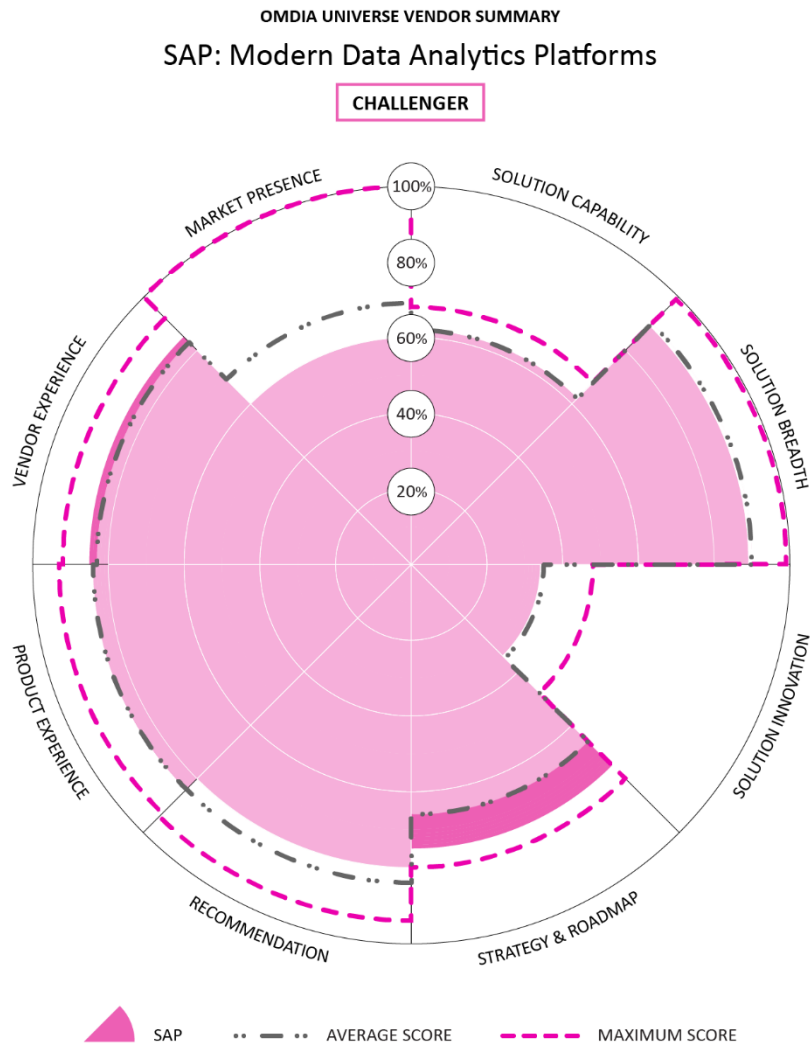 OMDIA UNIVERSE VENDOR SUMMARY
SAP: Modern Data Analytics Platforms
CHALLENGER
MARKET PRESENCE
SOLUTION CAPABILITY
100%
80%
60%
40%
20%
VENDOR EXPERIENCE
SOLUTION BREADTH
PRODUCT EXPERIENCE
SOLUTION INNOVATION
RECOMMENDATION
STRATEGY & ROADMAP
SAP
AVERAGE SCORE
MAXIMUM SCORE